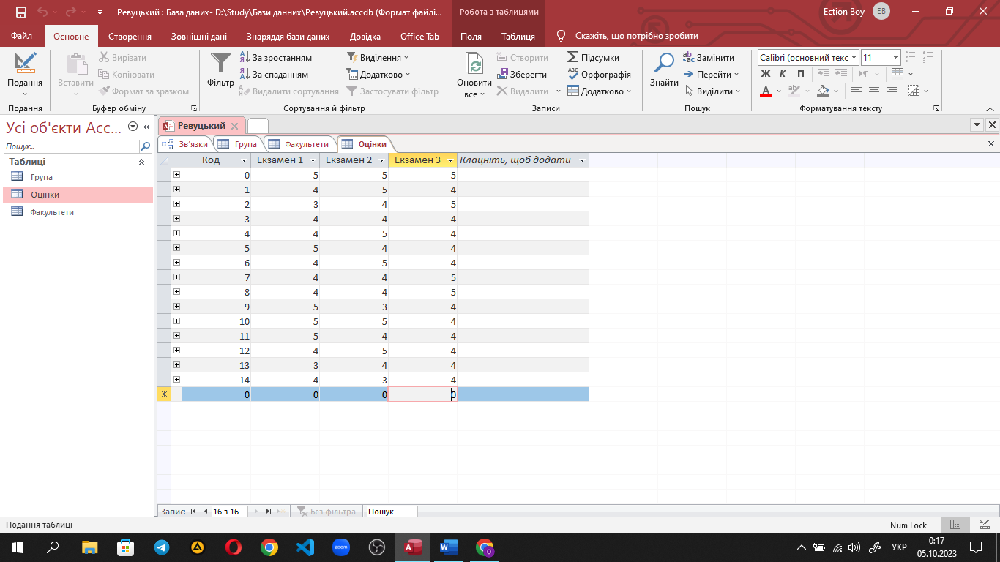 Ревуцький : База даних- D:\Study\Бази данних\Ревуцький.accdb (Формат файлі...
Робота з таблицями
Ection Boy
EB
Файл Основне Створення Зовнішні дані Знаряддя бази даних Довідка Office Tab Поля Таблиця Скажіть, що потрібно зробити
Подання
Вставити
Вирізати
Копіювати
Формат за зразком
Фільтр
За зростанням
За спаданням
Видалити сортування
Виділення
Додатково
Застосувати фільтр
Оновити
все
Створити
Зберегти
Видалити
Підсумки
Орфографія
Додатково
Знайти
Замінити
Перейти
Виділити
Calibri (основний текс
11
Ж К П
Подання Буфер обміну Сортування й фільтр Записи Пошук Форматування тексту
Усі об'єкти Acc...
Пошук...
Таблиці
Група
Оцінки
Факультети
Ревуцький
Зв'язки Група Факультети Оцінки
Код Екзамен 1 Екзамен 2 Екзамен 3 Клацніть, щоб додати
0 5 5 5
1 4 5 4
2 3 4 5
3 4 4 4
4 4 5 4
5 5 4 4
6 4 5 4
7 4 4 5
8 4 4 5
9 5 3 4
10 5 5 4
11 5 4 4
12 4 5 4
13 3 4 4
14 4 3 4
0 0 0 0
Запис: 16 з 16 Без фільтра Пошук
Подання таблиці
Num Lock
zoom
УКР
0:17
05.10.2023